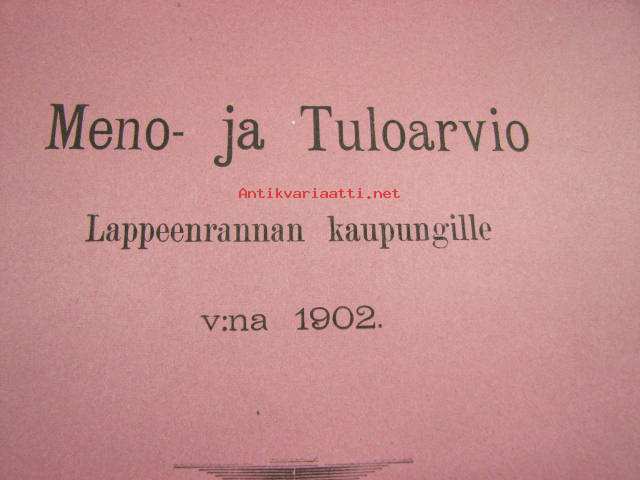 Meno- ja Tuloarvio
Antikvariaatti.net
Lappeenrannan kaupungille
v:na 1902.